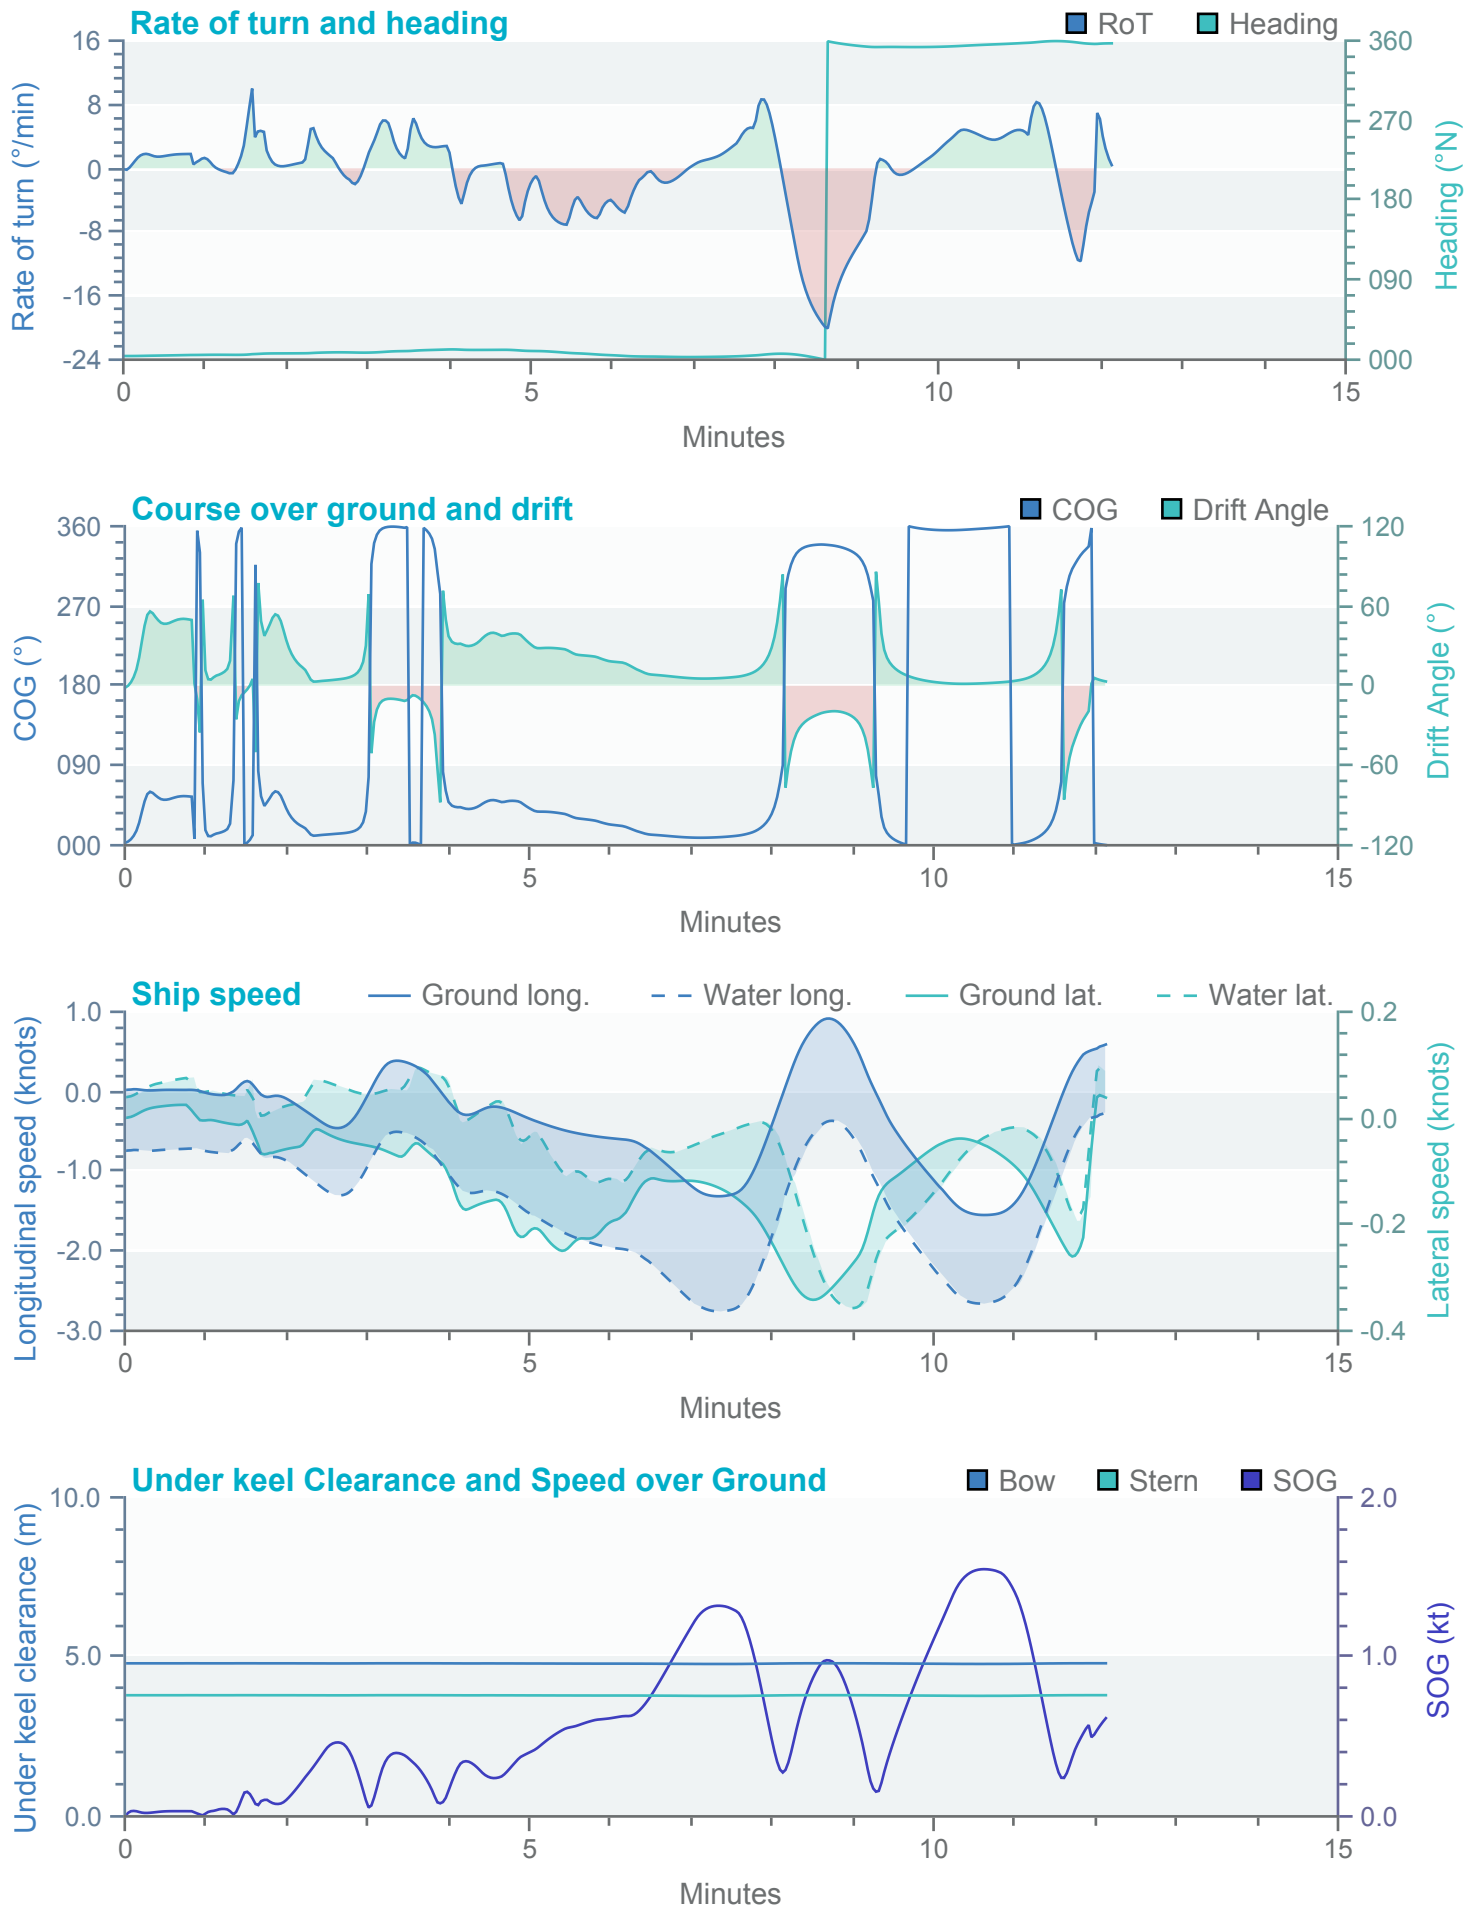 Rate of turn and heading
RoT Heading
Rate of turn (°/min)
16
8
0
-8
-16
-24
360
270
180
090
000
Heading (°N)
0 5 10 15
Minutes
Course over ground and drift
COG Drift Angle
COG (°)
360
270
180
090
000
120
60
0
-60
-120
Drift Angle (°)
0 5 10 15
Minutes
Ship speed
Ground long. Water long. Ground lat. Water lat.
Longitudinal speed (knots)
1.0
0.0
-1.0
-2.0
-3.0
0.2
0.0
-0.2
-0.4
Lateral speed (knots)
0 5 10 15
Minutes
Under keel Clearance and Speed over Ground
Bow Stern SOG
Under keel clearance (m)
10.0
5.0
0.0
2.0
1.0
0.0
SOG (kt)
0 5 10 15
Minutes